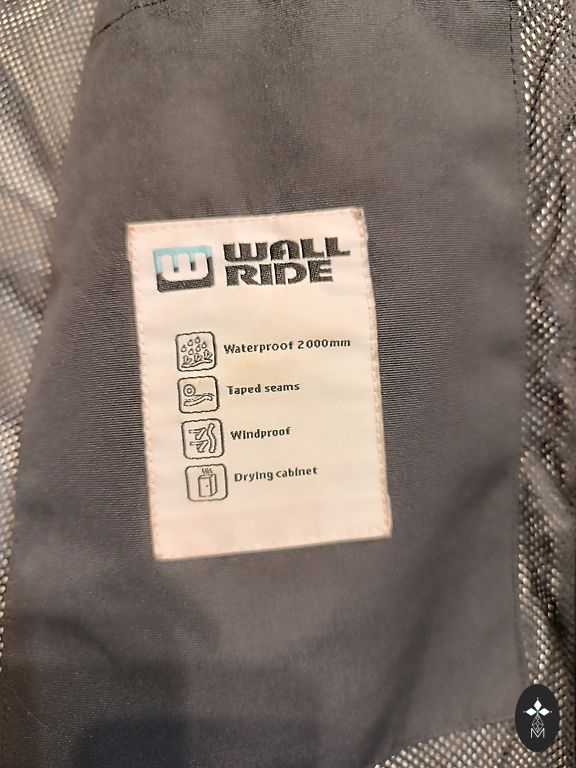 WALL
RIDE
Waterproof 2000mm
Taped seams
Windproof
Drying cabinet
M